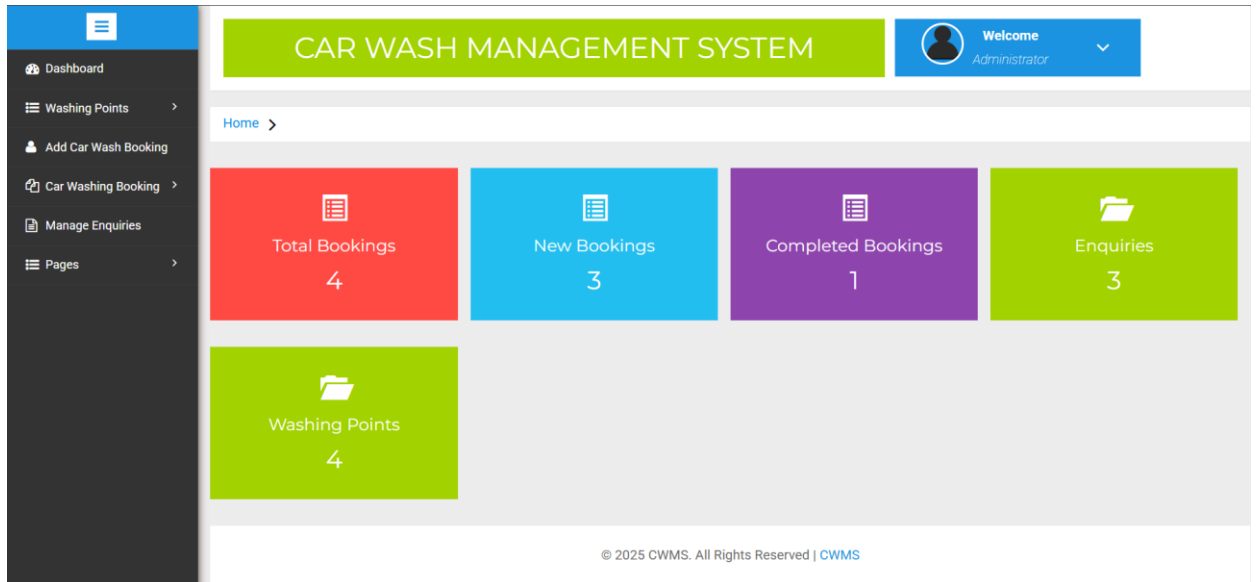 CAR WASH MANAGEMENT SYSTEM
Welcome
Administrator
Dashboard
Washing Points
Add Car Wash Booking
Car Washing Booking
Manage Enquiries
Pages
Home
Total Bookings
4
New Bookings
3
Completed Bookings
1
Enquiries
3
Washing Points
4
© 2025 CWMS. All Rights Reserved | CWMS